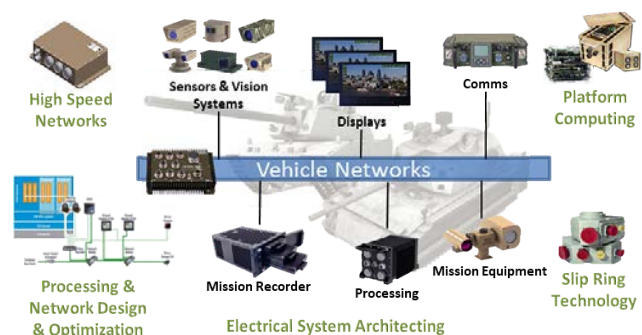 High Speed
Networks
Sensors & Vision
Systems
Displays
Comms
Platform
Computing
Vehicle Networks
Mission Recorder
Processing
Mission Equipment
Processing &
Network Design
& Optimization
Electrical System Architecting
Slip Ring
Technology